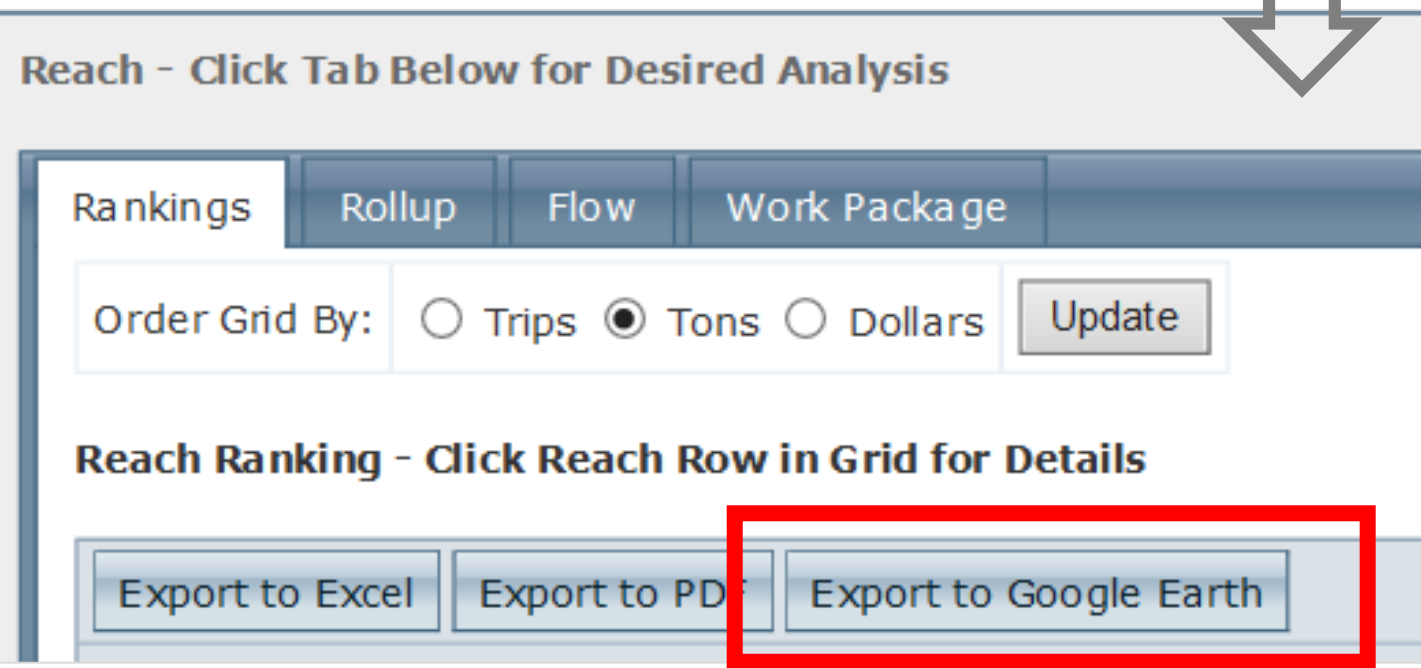 Reach - Click Tab Below for Desired Analysis
Rankings Rollup Flow Work Package
Order Grid By: Trips Tons Dollars Update
Reach Ranking - Click Reach Row in Grid for Details
Export to Excel Export to PDF Export to Google Earth